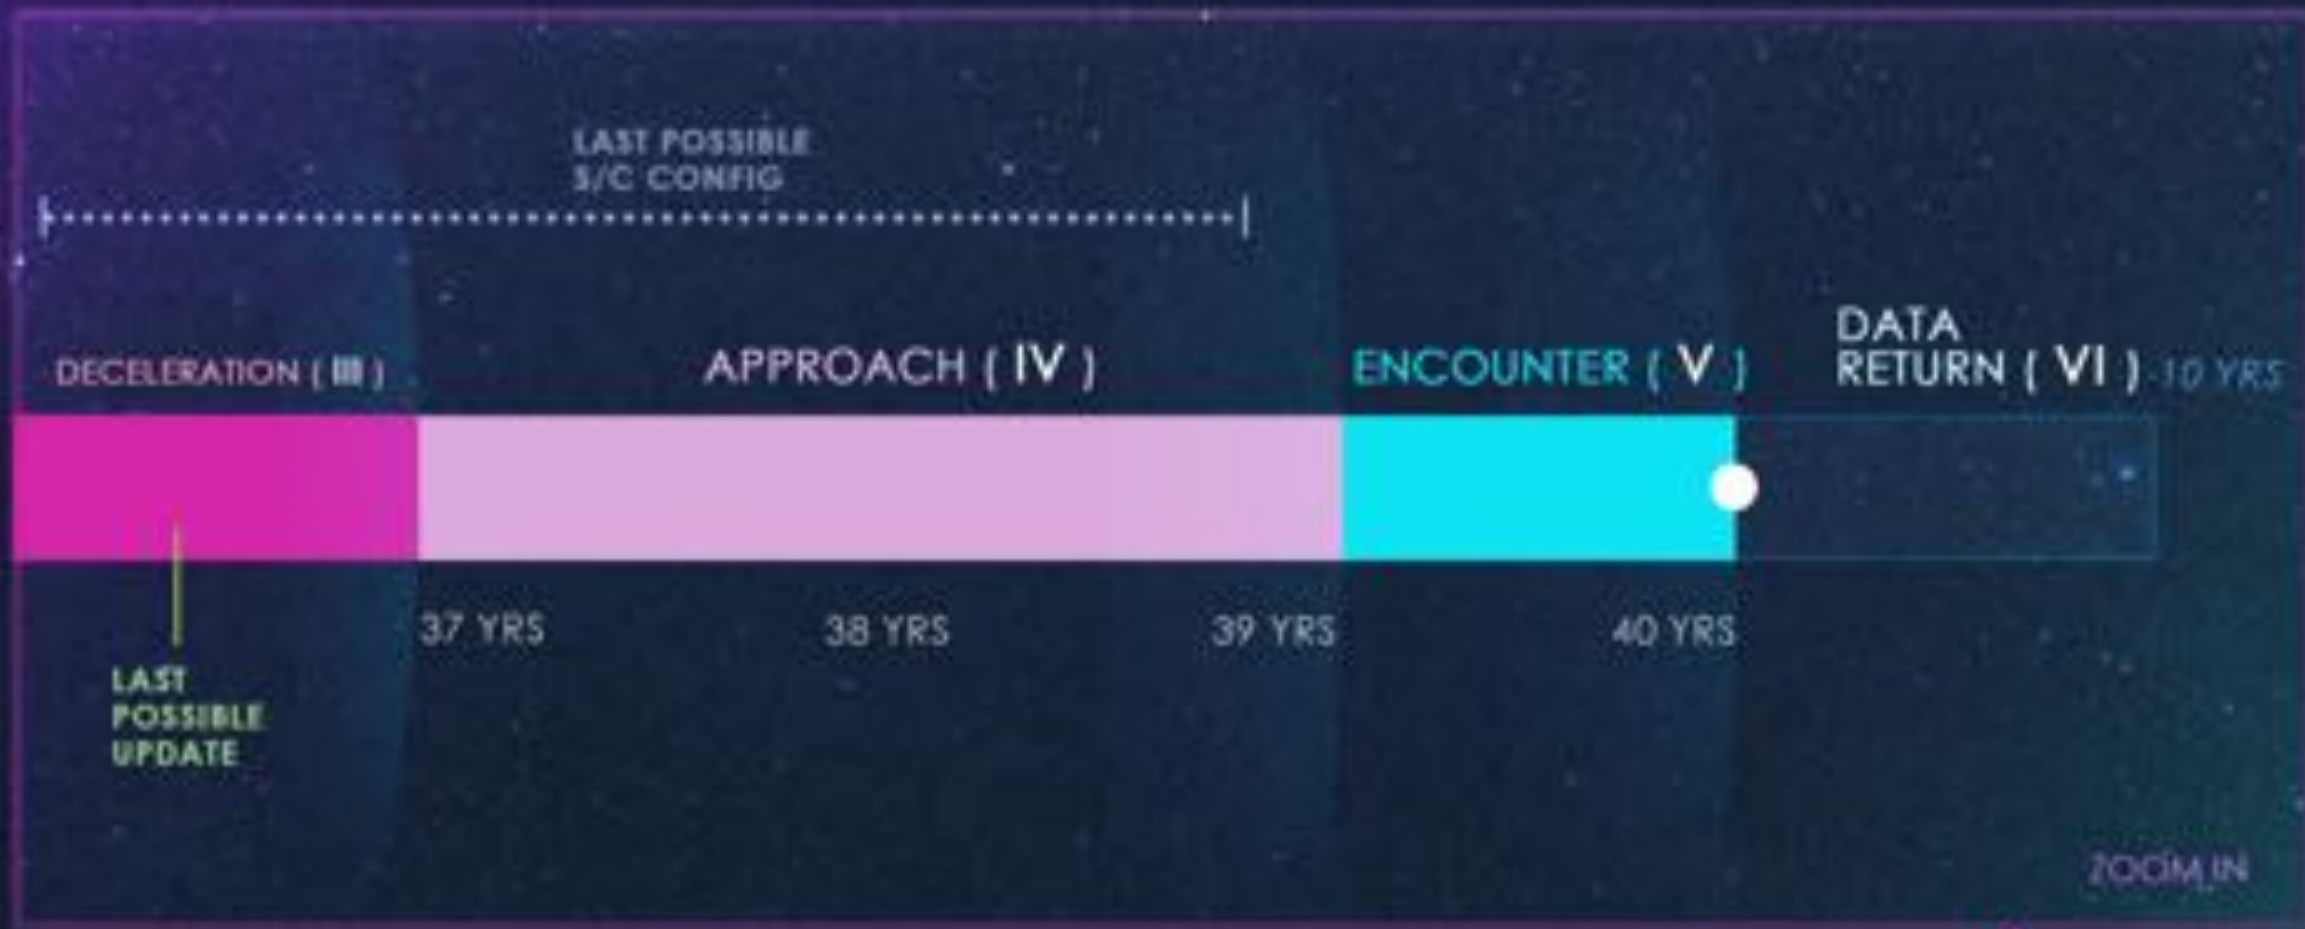 LAST POSSIBLE
S/C CONFIG
DECELERATION ( III )
APPROACH ( IV )
ENCOUNTER ( V )
DATA
RETURN ( VI ) -10 YRS
37 YRS
38 YRS
39 YRS
40 YRS
LAST
POSSIBLE
UPDATE
ZOOM IN